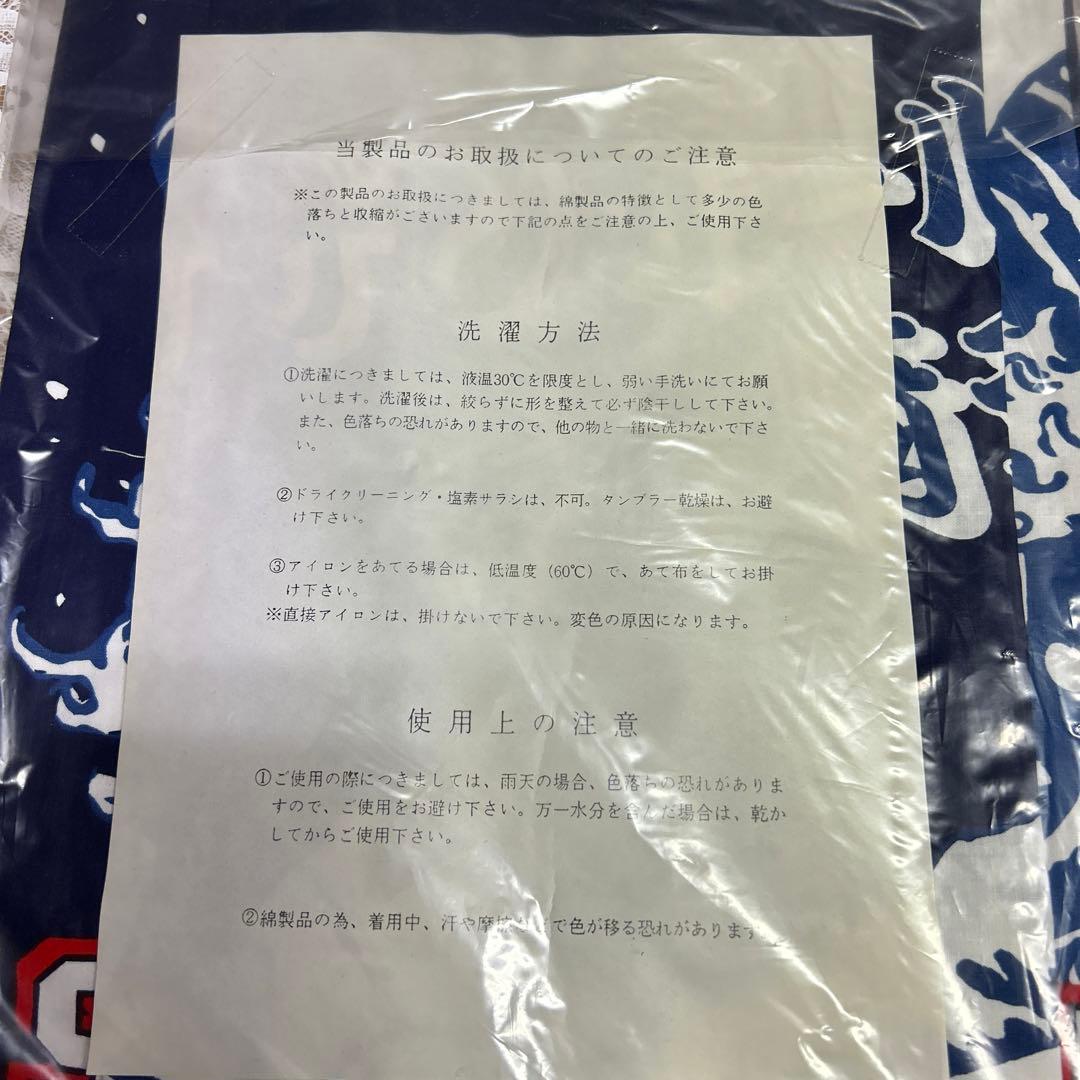 当製品のお取扱についてのご注意
※この製品のお取扱につきましては、綿製品の特徴として多少の色
落ちと収縮がございますので下記の点をご注意の上、ご使用下さ
い。
洗濯方法
①洗濯につきましては、液温30℃を限度とし、弱い手洗いにてお願
いします。洗濯後は、絞らずに形を整えて必ず陰干しして下さい。
また、色落ちの恐れがありますので、他の物と一緒に洗わないで下さ
い。
②ドライクリーニング・塩素サラシは、不可。タンブラー乾燥は、お避
け下さい。
③アイロンをあてる場合は、低温度（60℃）で、あて布をしてお掛
け下さい。
※直接アイロンは、掛けないで下さい。変色の原因になります。
使用上の注意
①ご使用の際につきましては、雨天の場合、色落ちの恐れがありま
すので、ご使用をお避け下さい。万一水分を含んだ場合は、乾か
してからご使用下さい。
②綿製品の為、着用中、汗や摩擦などで色が移る恐れがあります